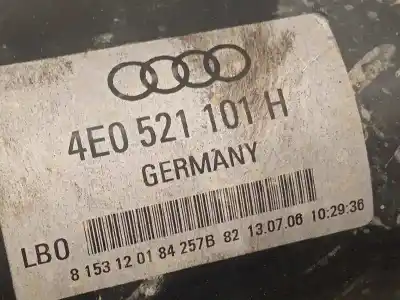 4E0 521 101 H
GERMANY
LBO
8 153 12 01 84 257B 82 13.07.06 10:29:36